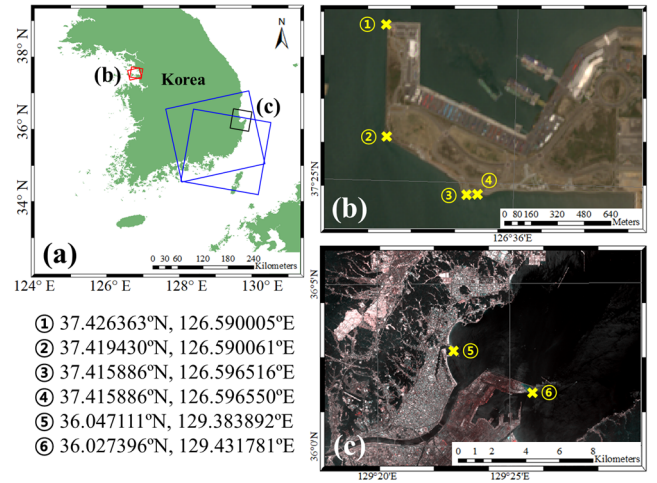 N
38° N
36° N
34° N
(b)
Korea
(c)
(a)
0 30 60 120 180 240
Kilometers
124° E 126° E 128° E 130° E
①
②
③ ④
37°25'
(b)
0 80 160 320 480 640
Meters
126°36'E
36°5'
⑤
⑥
36°0'
(c)
0 1 2 4 6 8
Kilometers
129°20'E 129°25'E
① 37.426363ºN, 126.590005ºE
② 37.419430ºN, 126.590061ºE
③ 37.415886ºN, 126.596516ºE
④ 37.415886ºN, 126.596550ºE
⑤ 36.047111ºN, 129.383892ºE
⑥ 36.027396ºN, 129.431781ºE